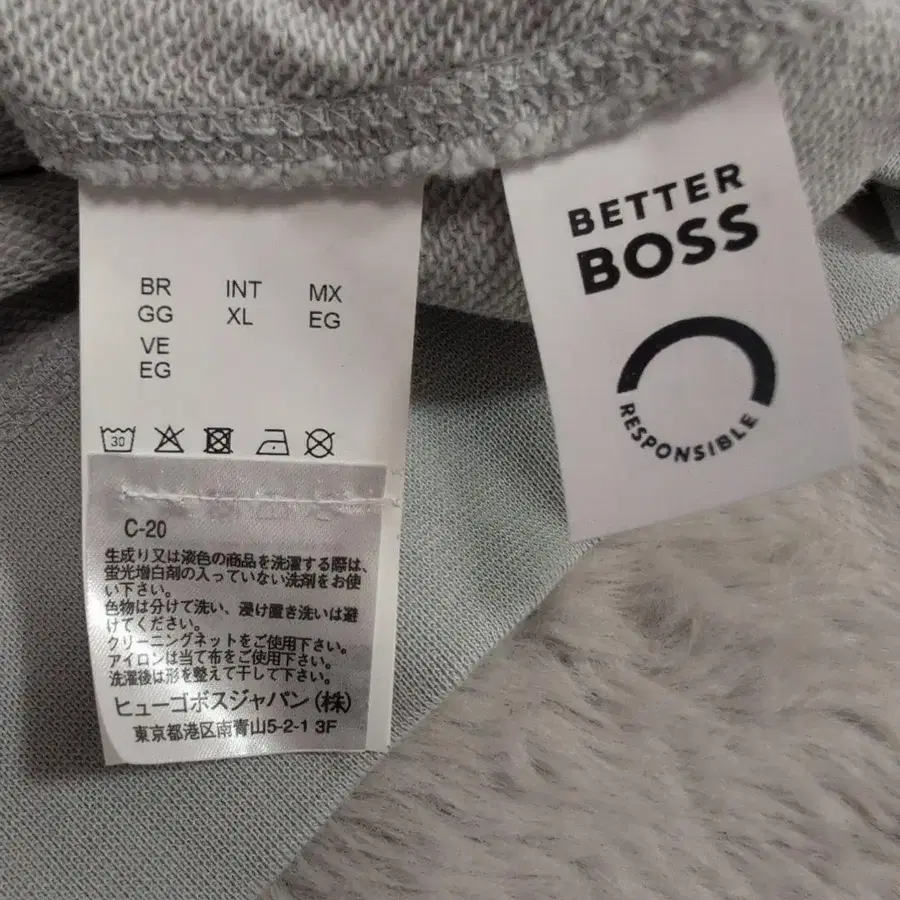 BR INT MX
GG XL EG
VE
EG
30
C-20
生成り又は淡色の商品を洗濯する際は、
蛍光増白剤の入っていない洗剤をお使
い下さい。
色物は分けて洗い、浸け置き洗いは避
けてください。
クリーニングネットをご使用下さい。
アイロンは当て布をご使用下さい。
洗濯後は形を整えて干して下さい。
ヒューゴボスジャパン(株)
東京都港区南青山5-2-1 3F
BETTER
BOSS
RESPONSIBLE